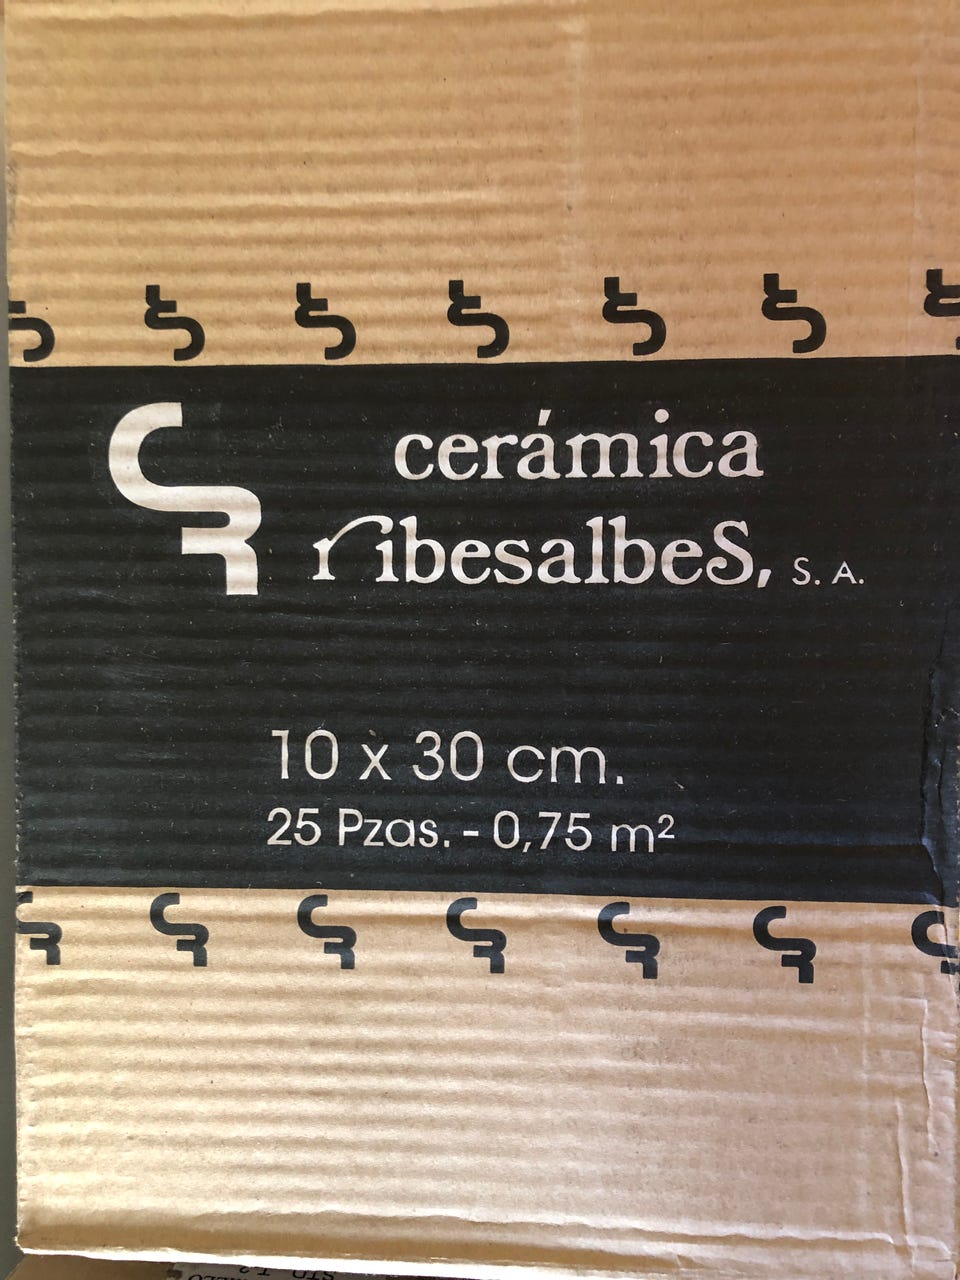 cerámica
ribesalbes, S. A.
10 x 30 cm.
25 Pzas. - 0,75 m²